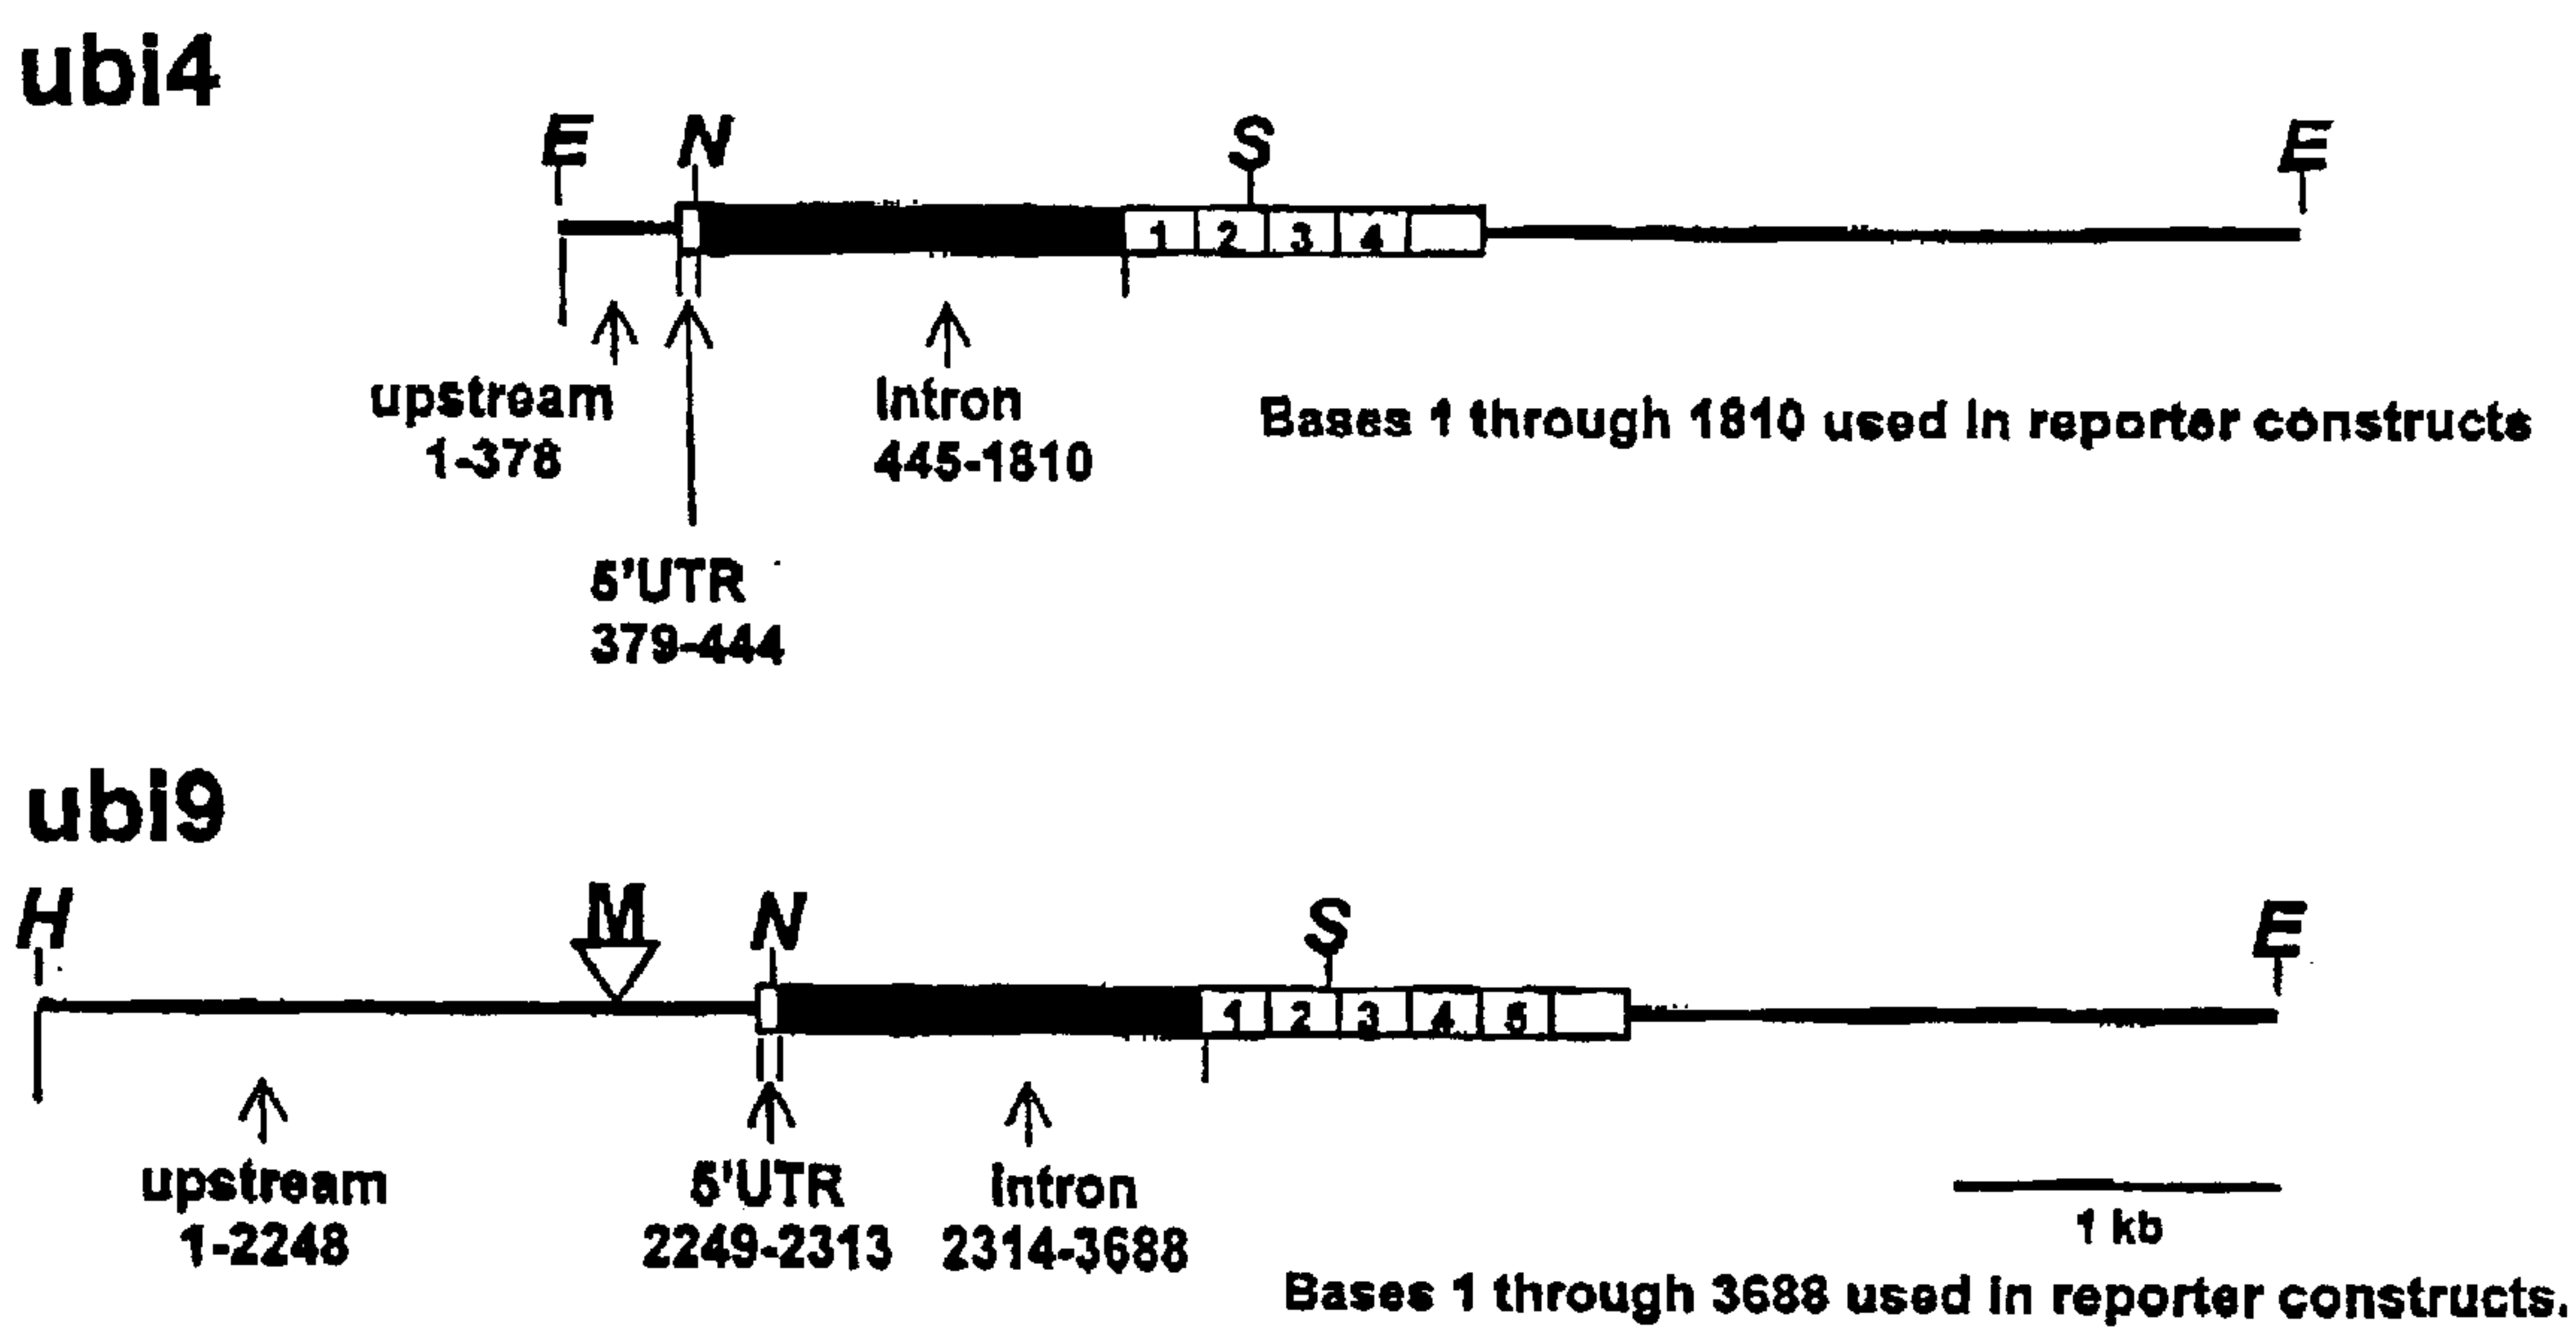 ubi4
E N S E
1 2 3 4
upstream
1-378
Intron
445-1810
Bases 1 through 1810 used in reporter constructs
5'UTR
379-444
ubi9
H M N S E
1 2 3 4 5
upstream
1-2248
5'UTR
2249-2313
Intron
2314-3688
1 kb
Bases 1 through 3688 used in reporter constructs.